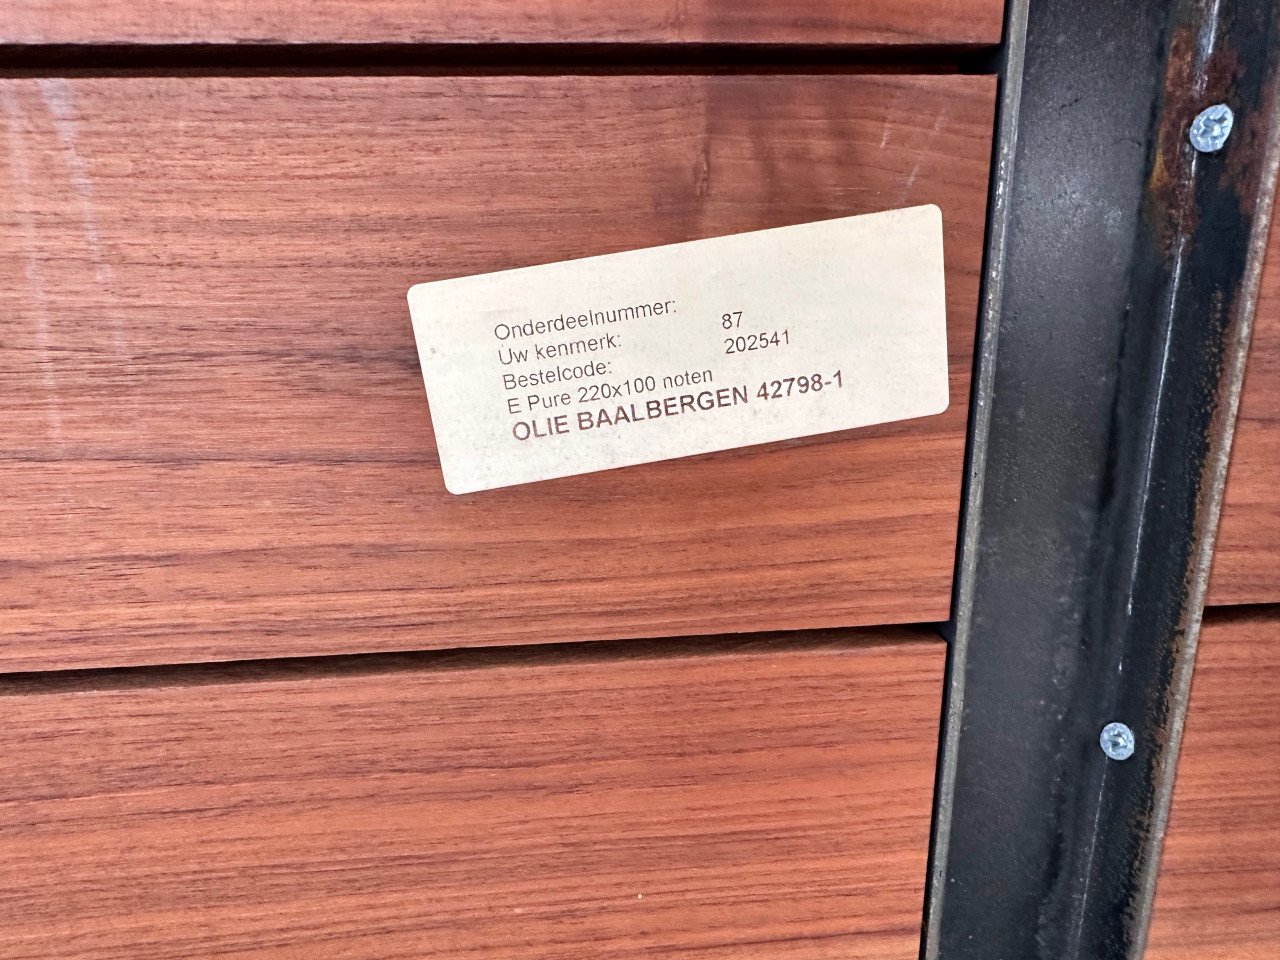 Onderdeelnummer:
Uw kenmerk: 87
Bestelcode: 202541
E Pure 220x100 noten
OLIE BAALBERGEN 42798-1